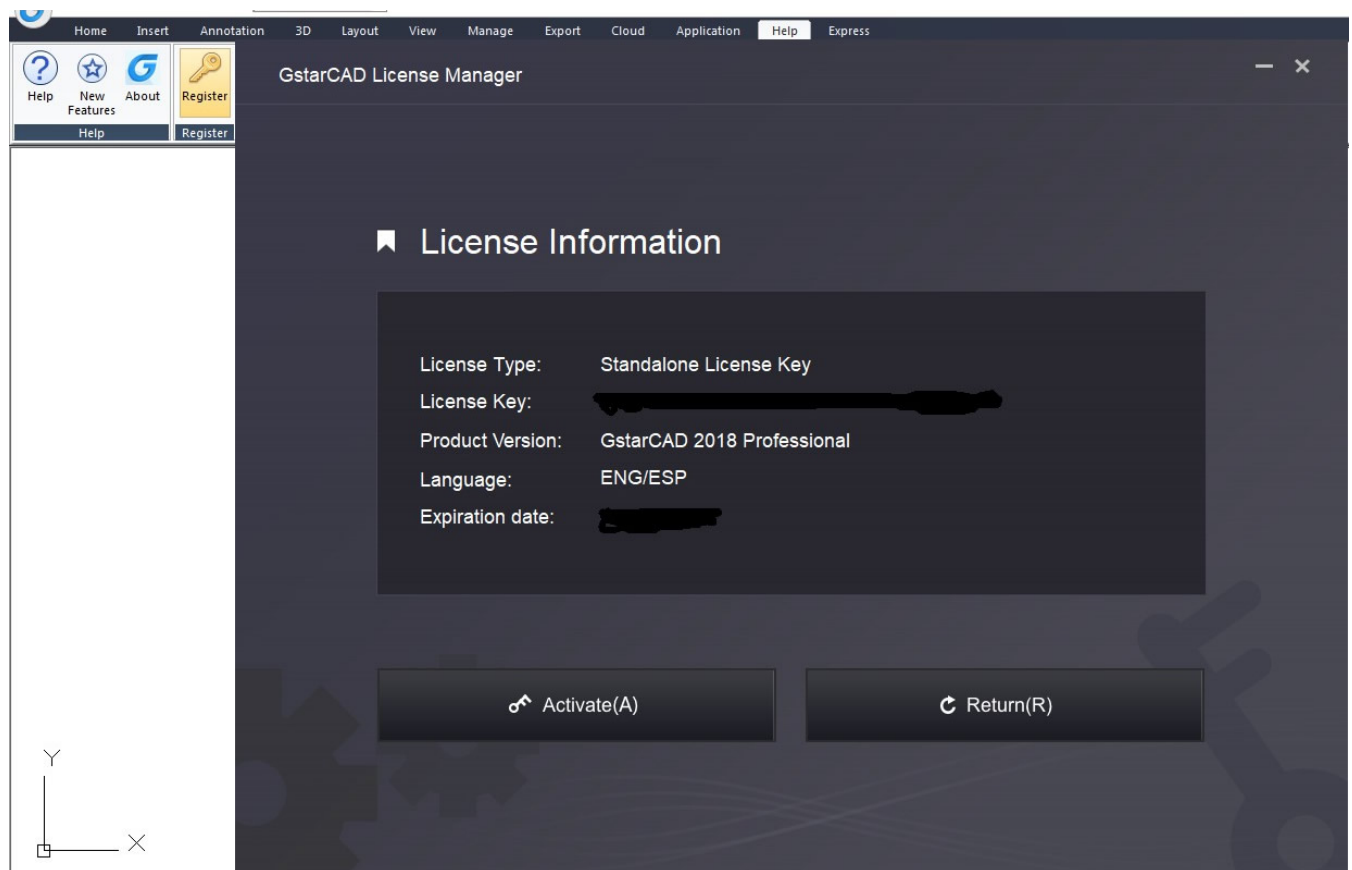 Home Insert Annotation 3D Layout View Manage Export Cloud Application Help Express
Help New Features About Register
Help Register
GstarCAD License Manager
License Information
License Type: Standalone License Key
License Key:
Product Version: GstarCAD 2018 Professional
Language: ENG/ESP
Expiration date:
Activate(A) Return(R)
Y
X